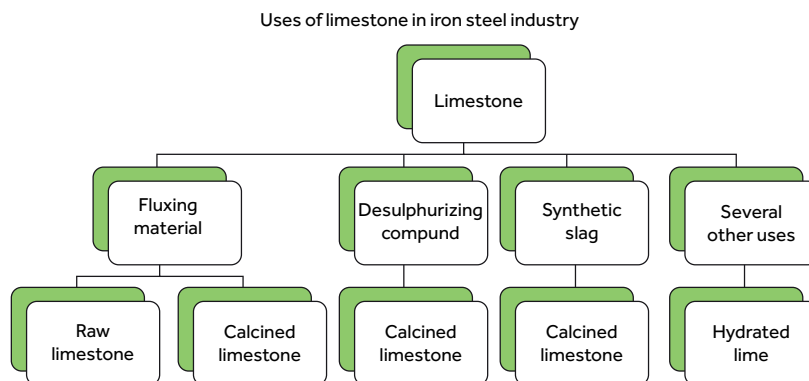 Uses of limestone in iron steel industry
Limestone
Fluxing
material
Desulphurizing
compund
Synthetic
slag
Several
other uses
Raw
limestone
Calcined
limestone
Calcined
limestone
Calcined
limestone
Hydrated
lime